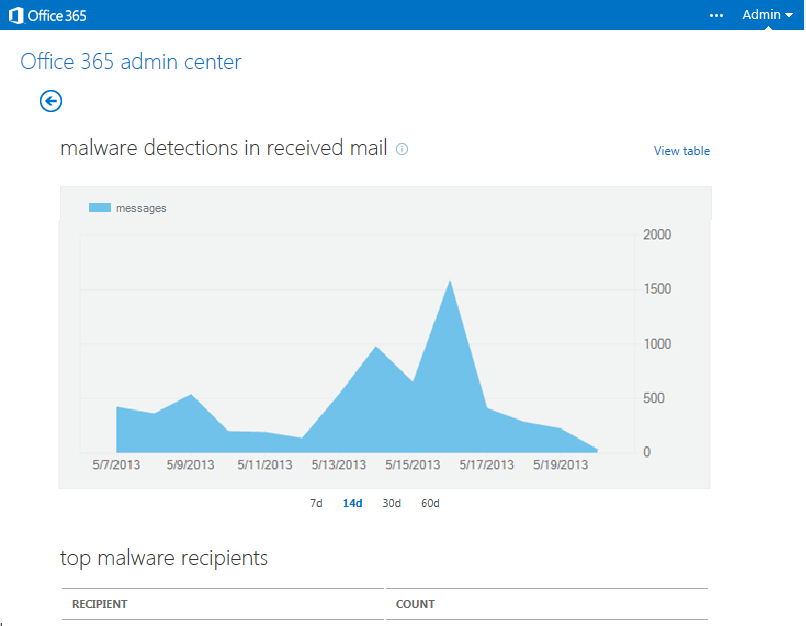 Office 365 ... Admin
Office 365 admin center
malware detections in received mail View table
messages
2000
1500
1000
500
0
5/7/2013 5/9/2013 5/11/2013 5/13/2013 5/15/2013 5/17/2013 5/19/2013
7d 14d 30d 60d
top malware recipients
RECIPIENT COUNT